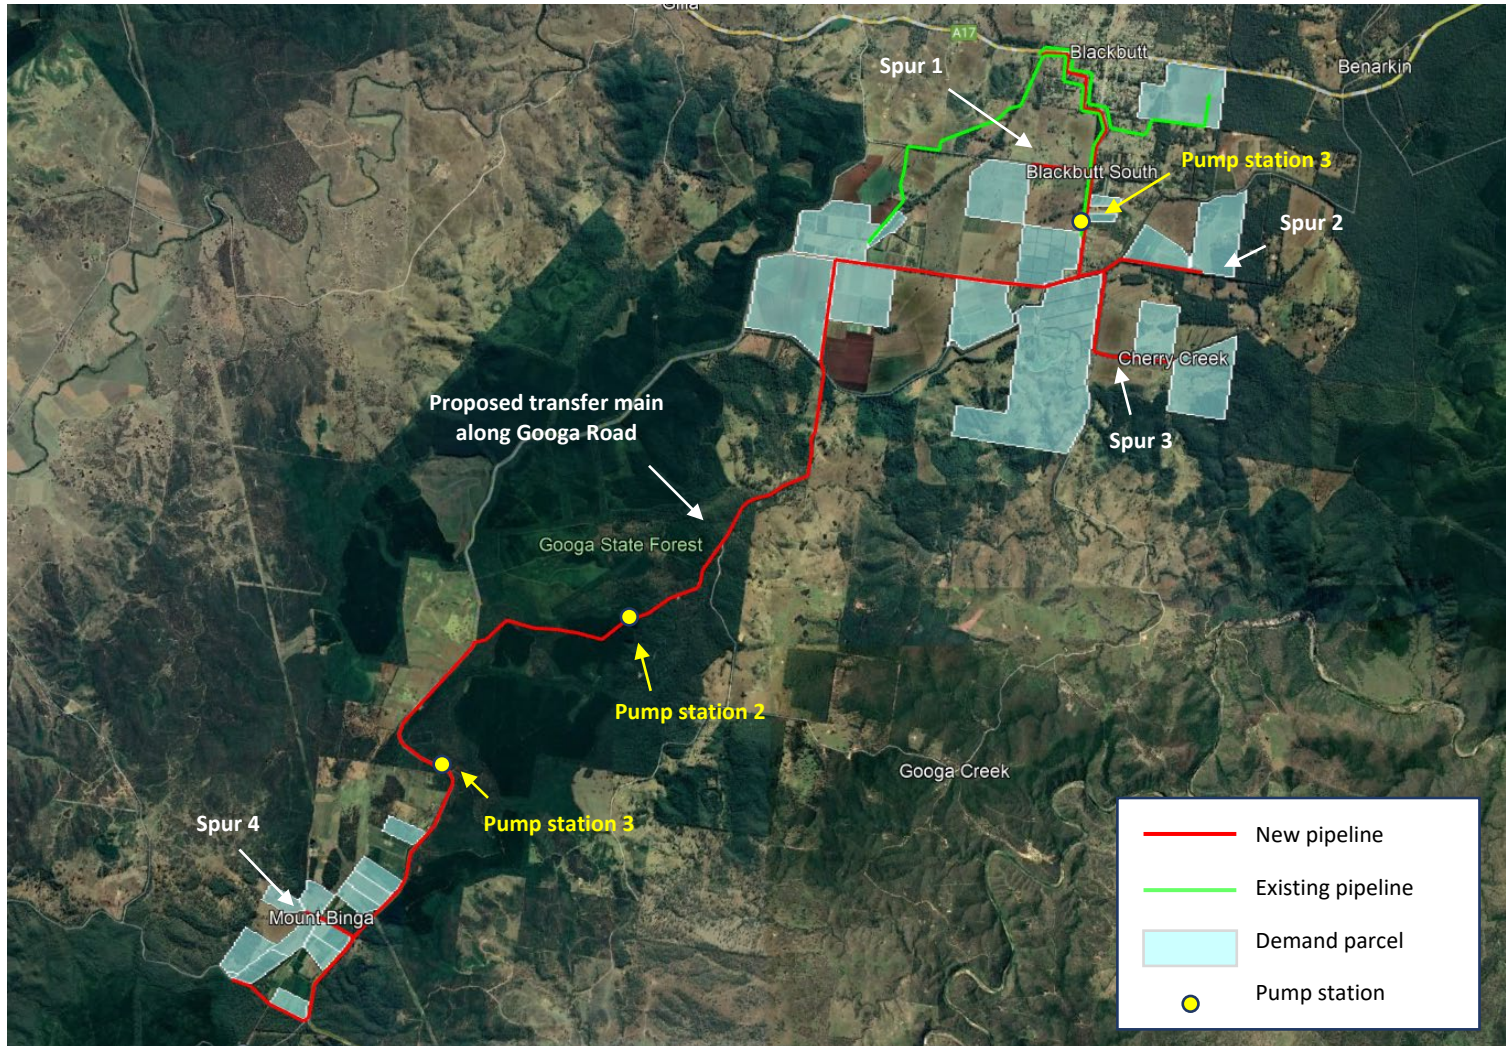 Gilla
A17
Blackbutt
Benarkin
Spur 1
Pump station 3
Blackbutt South
Spur 2
Cherry Creek
Spur 3
Proposed transfer main
along Googa Road
Googa State Forest
Pump station 2
Googa Creek
Pump station 3
Spur 4
Mount Binga
New pipeline
Existing pipeline
Demand parcel
Pump station